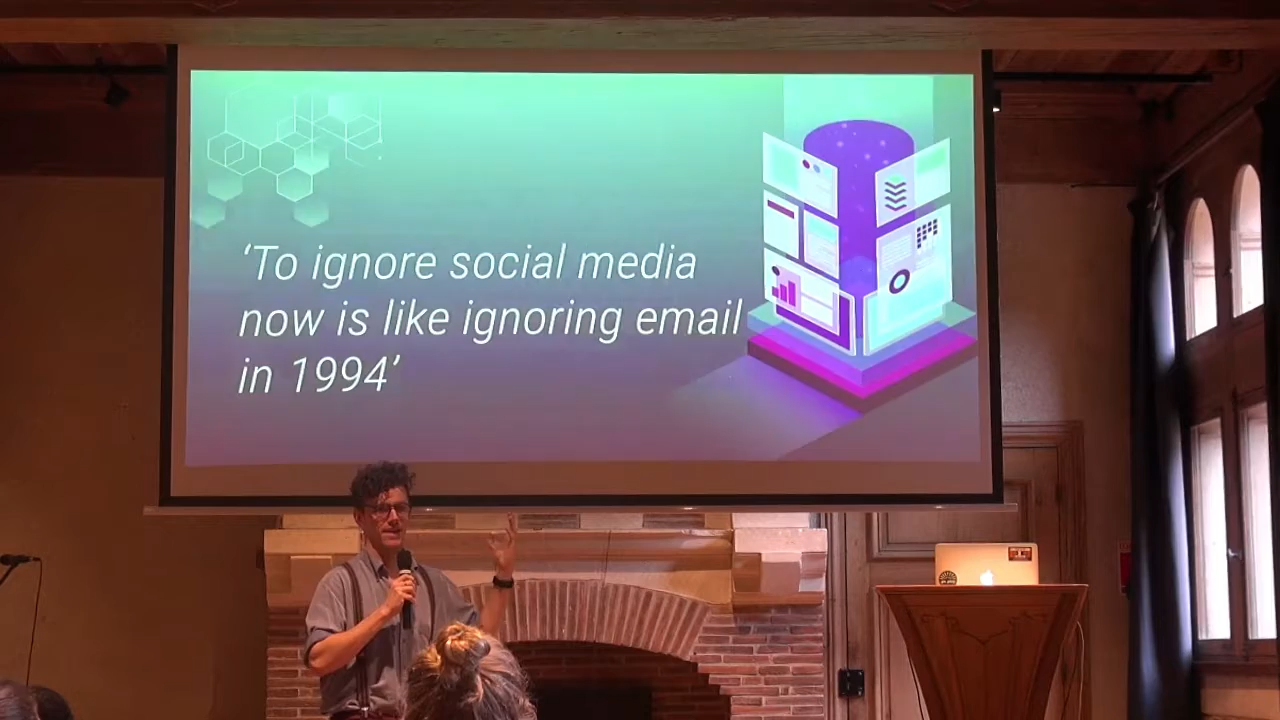 ‘To ignore social media
now is like ignoring email
in 1994’